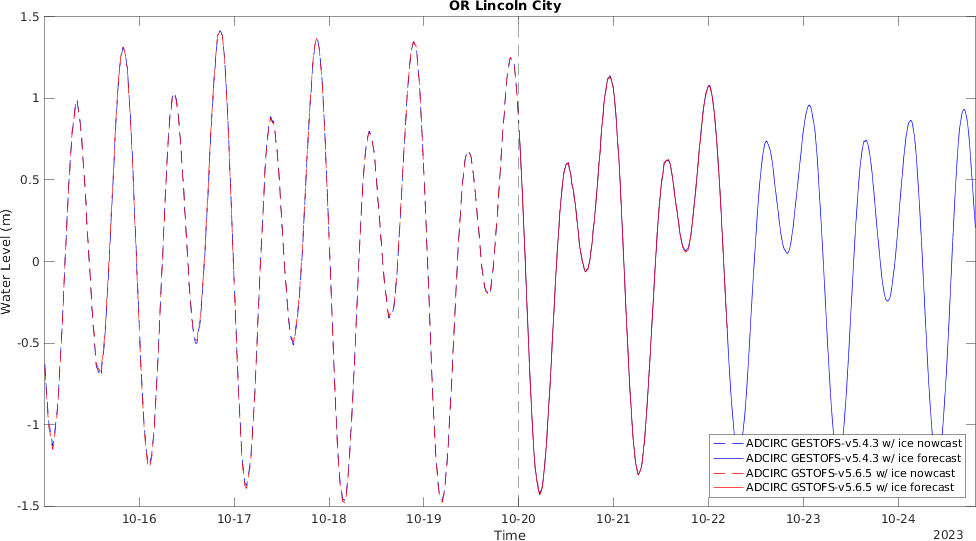 OR Lincoln City
1.5
1
0.5
0
-0.5
-1
-1.5
Water Level (m)
10-16 10-17 10-18 10-19 10-20 10-21 10-22 10-23 10-24
Time
2023
ADCIRC GESTOFS-v5.4.3 w/ ice nowcast
ADCIRC GESTOFS-v5.4.3 w/ ice forecast
ADCIRC GSTOFS-v5.6.5 w/ ice nowcast
ADCIRC GSTOFS-v5.6.5 w/ ice forecast